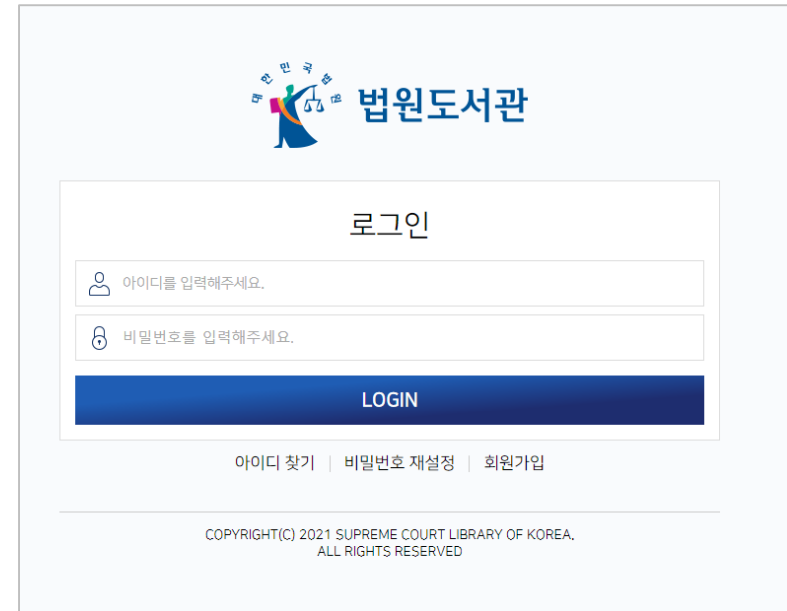 대한민국법원
법원도서관
로그인
아이디를 입력해주세요.
비밀번호를 입력해주세요.
LOGIN
아이디 찾기 | 비밀번호 재설정 | 회원가입
COPYRIGHT(C) 2021 SUPREME COURT LIBRARY OF KOREA.
ALL RIGHTS RESERVED